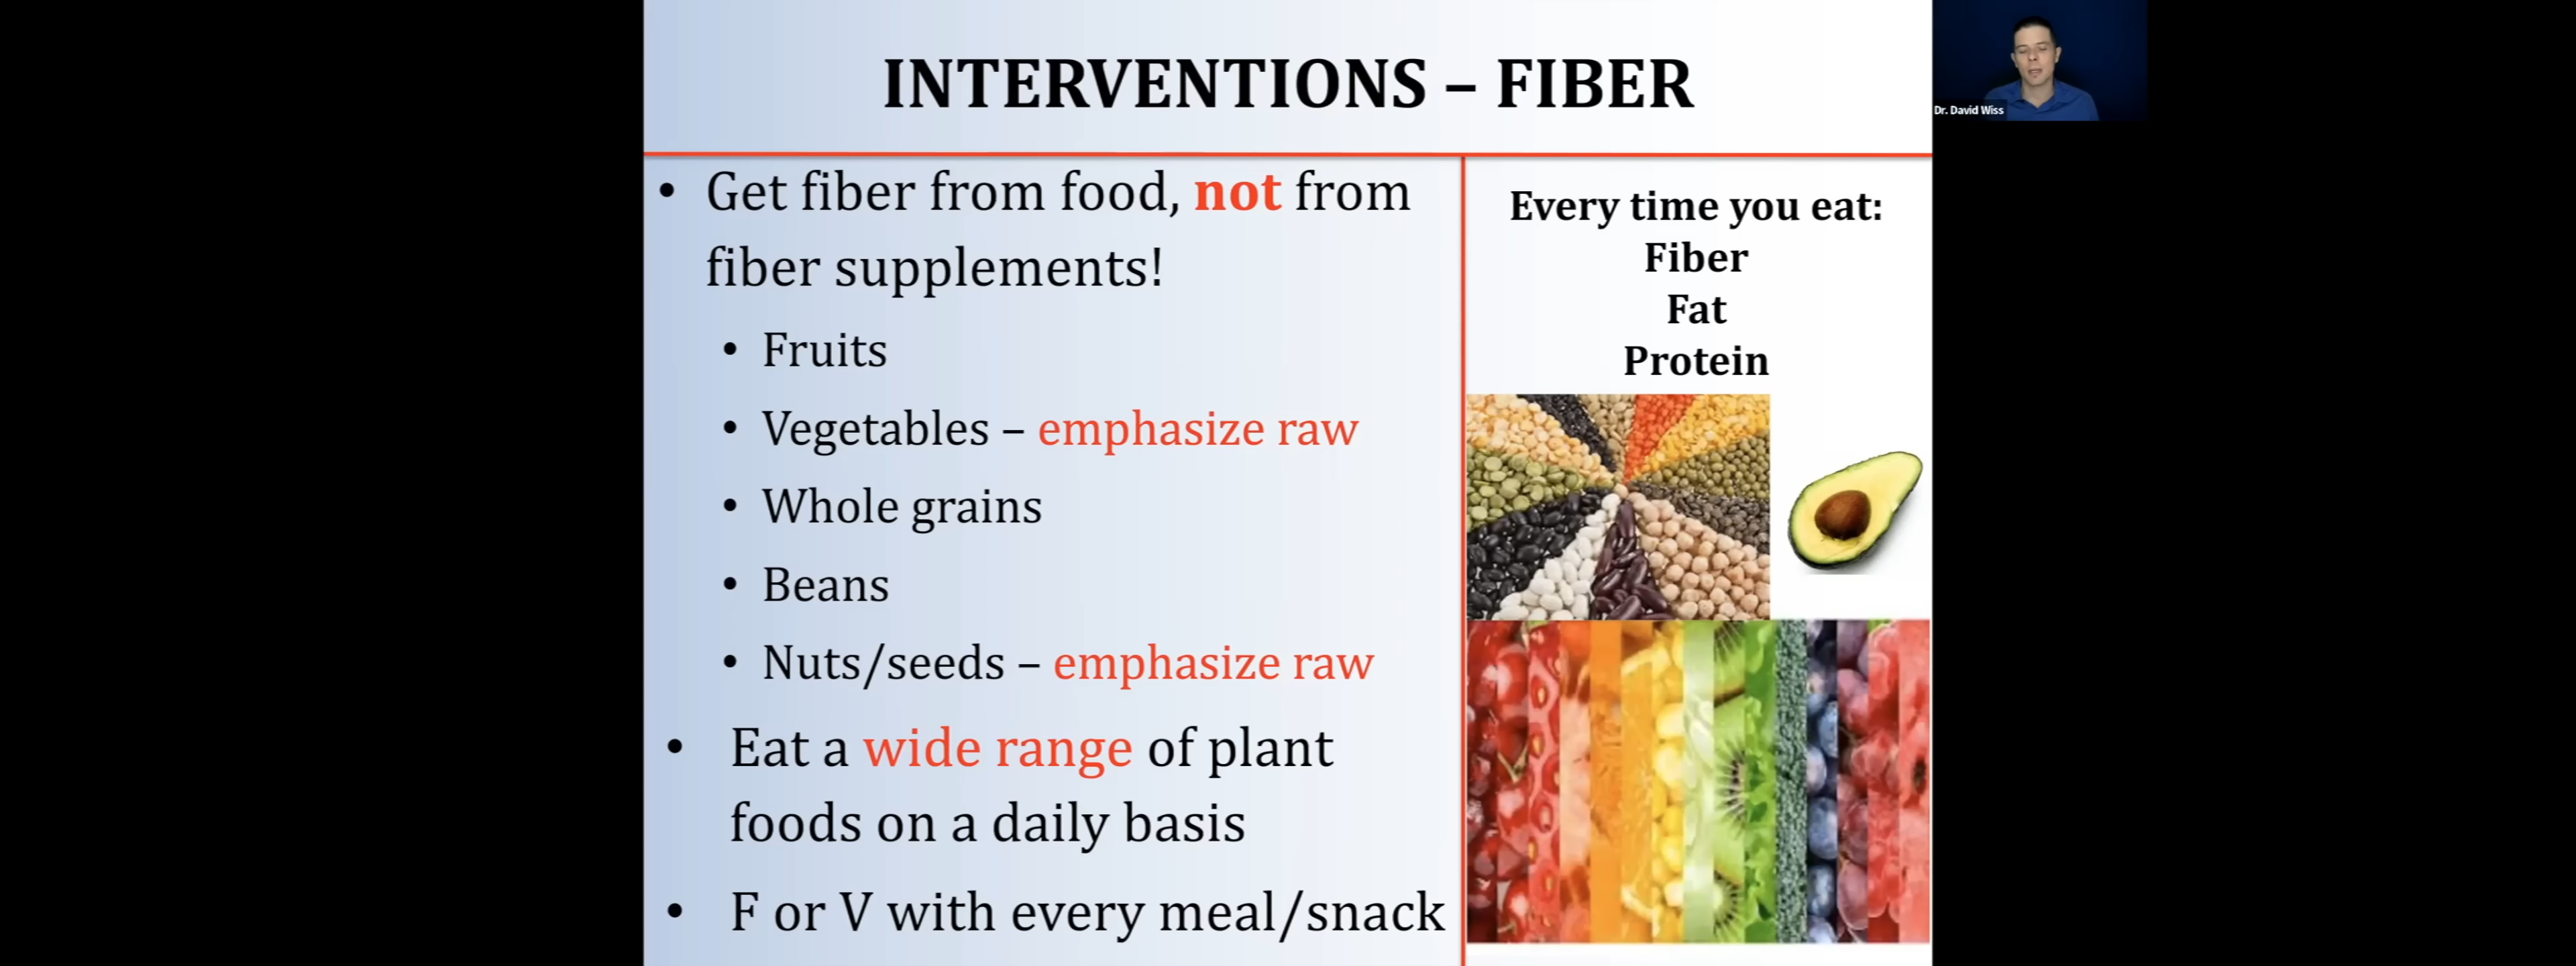 INTERVENTIONS – FIBER
• Get fiber from food, not from
fiber supplements!
• Fruits
• Vegetables – emphasize raw
• Whole grains
• Beans
• Nuts/seeds – emphasize raw
• Eat a wide range of plant
foods on a daily basis
• F or V with every meal/snack
Every time you eat:
Fiber
Fat
Protein
Dr. David Wiss